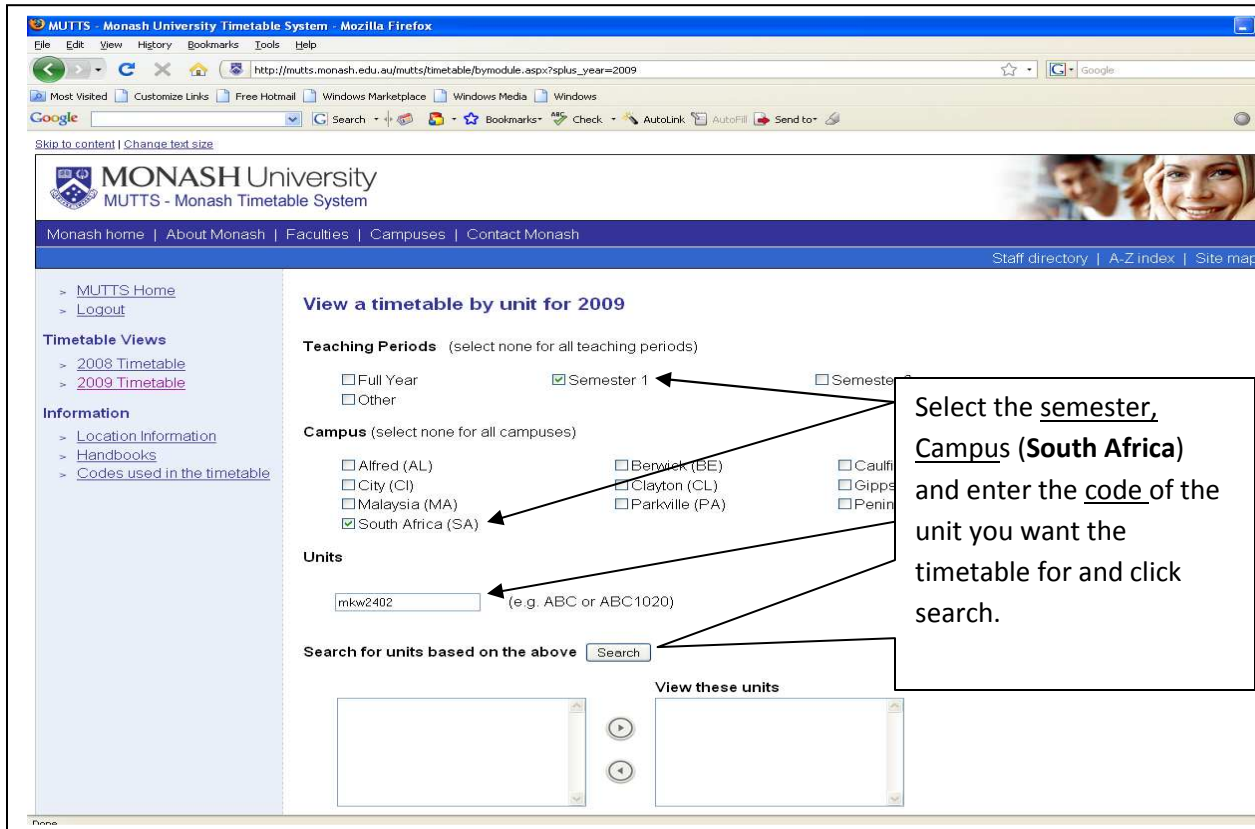 MUTTS - Monash University Timetable System - Mozilla Firefox
File Edit View History Bookmarks Tools Help
http://mutts.monash.edu.au/mutts/timetable/bymodule.aspx?splus_year=2009
Google
Most Visited Customize Links Free Hotmail Windows Marketplace Windows Media Windows
Google Search Bookmarks Check AutoLink AutoFill Send to
Skip to content | Change text size
MONASH University
MUTTS - Monash Timetable System
Monash home | About Monash | Faculties | Campuses | Contact Monash
Staff directory | A-Z index | Site map
> MUTTS Home
> Logout
Timetable Views
> 2008 Timetable
> 2009 Timetable
Information
> Location Information
> Handbooks
> Codes used in the timetable
View a timetable by unit for 2009
Teaching Periods (select none for all teaching periods)
Full Year Semester 1 Semester
Other
Campus (select none for all campuses)
Alfred (AL) Berwick (BE) Caulfi
City (CI) Clayton (CL) Gipps
Malaysia (MA) Parkville (PA) Penin
South Africa (SA)
Units
mkw2402 (e.g. ABC or ABC1020)
Search for units based on the above Search
View these units
Select the semester,
Campus (South Africa)
and enter the code of the
unit you want the
timetable for and click
search.
Done